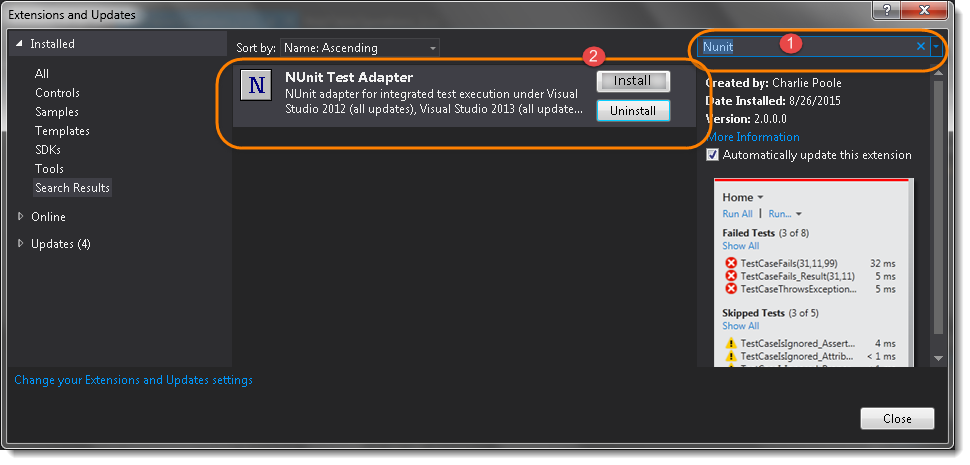 Extensions and Updates
?
Installed
All
Controls
Samples
Templates
SDKs
Tools
Search Results
Online
Updates (4)
Change your Extensions and Updates settings
Sort by: Name: Ascending
2
N
NUnit Test Adapter
NUnit adapter for integrated test execution under Visual
Studio 2012 (all updates), Visual Studio 2013 (all update...
Install
Uninstall
Nunit
1
Created by: Charlie Poole
Date Installed: 8/26/2015
Version: 2.0.0.0
More Information
Automatically update this extension
Home
Run All | Run...
Failed Tests (3 of 8)
Show All
TestCaseFails(31,11,99) 32 ms
TestCaseFails_Result(31,11) 5 ms
TestCaseThrowsException... 5 ms
Skipped Tests (3 of 5)
Show All
TestCaseIsIgnored_Assert... 4 ms
TestCaseIsIgnored_Attrib... < 1 ms
Close